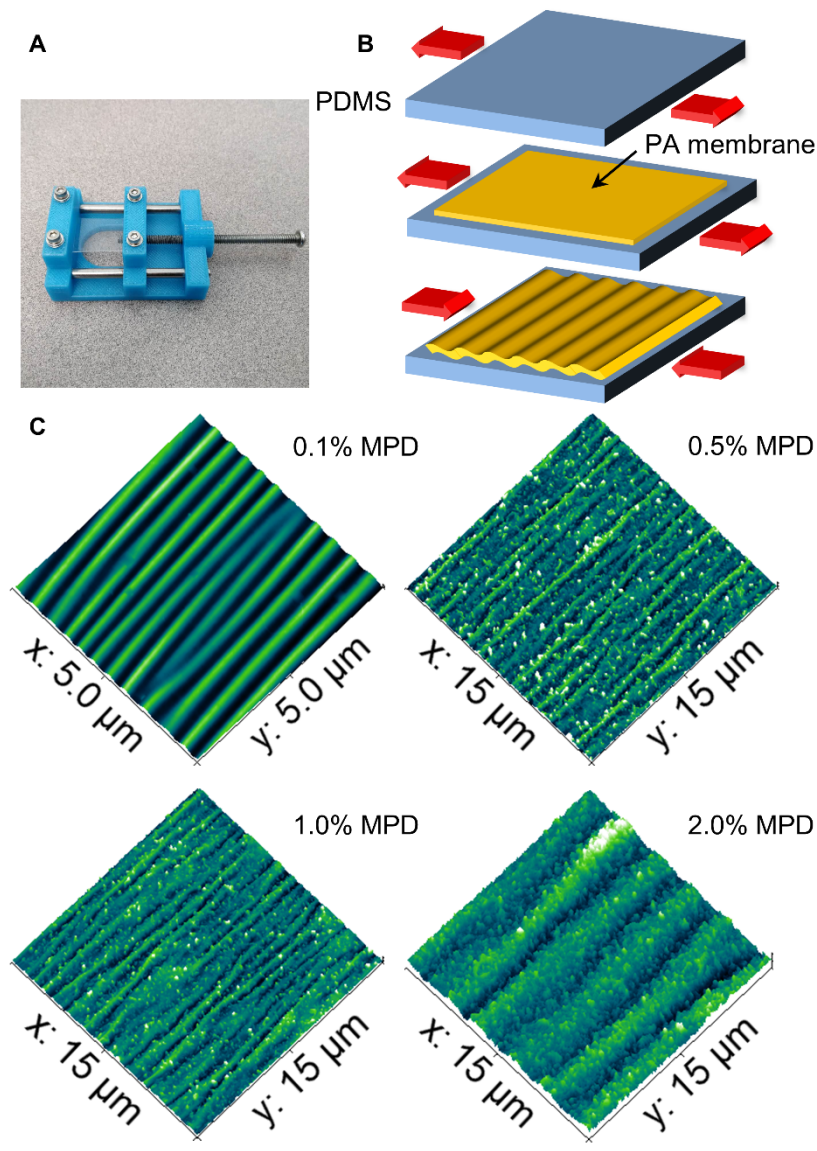 A
B
PDMS
PA membrane
C
0.1% MPD
0.5% MPD
x: 5.0 µm
y: 5.0 µm
x: 15 µm
y: 15 µm
1.0% MPD
2.0% MPD
x: 15 µm
y: 15 µm
x: 15 µm
y: 15 µm